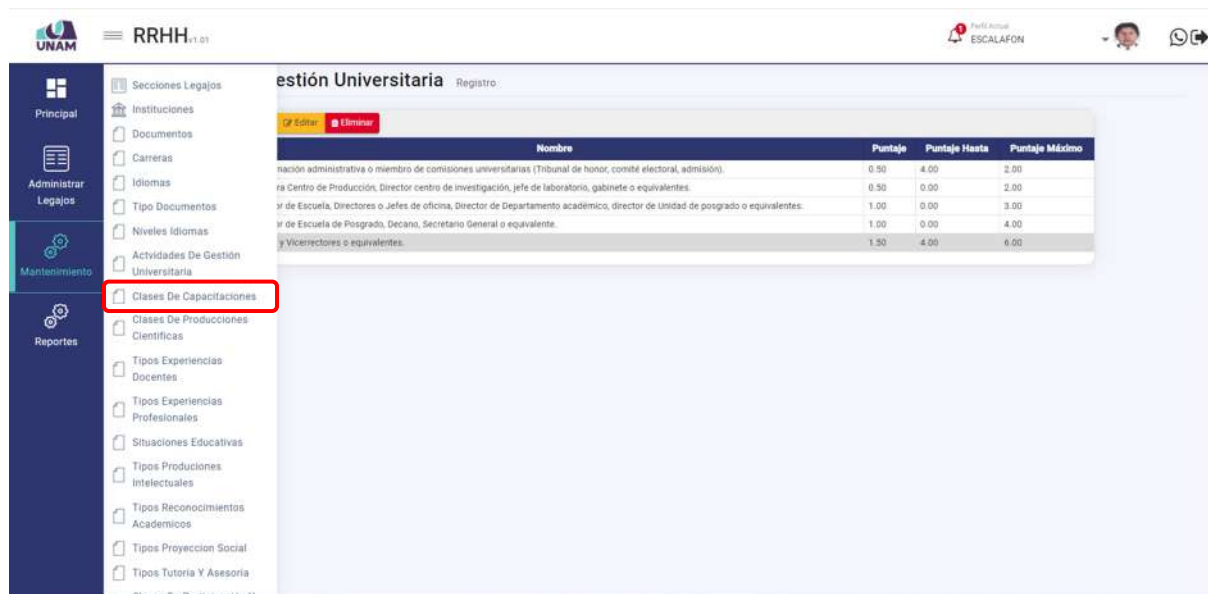 UNAM
RRHH v1.01
1
Perfil Actual
ESCALAFON
Principal
Administrar
Legajos
Mantenimiento
Reportes
Secciones Legajos
Instituciones
Documentos
Carreras
Idiomas
Tipo Documentos
Niveles Idiomas
Actvidades De Gestión
Universitaria
Clases De Capacitaciones
Clases De Producciones
Cientificas
Tipos Experiencias
Docentes
Tipos Experiencias
Profesionales
Situaciones Educativas
Tipos Produciones
Intelectuales
Tipos Reconocimientos
Academicos
Tipos Proyeccion Social
Tipos Tutoria Y Asesoria
estión Universitaria Registro
Editar Eliminar
Nombre Puntaje Puntaje Hasta Puntaje Máximo
mación administrativa o miembro de comisiones universitarias (Tribunal de honor, comité electoral, admisión). 0.50 4.00 2.00
ra Centro de Producción, Director centro de investigación, jefe de laboratorio, gabinete o equivalentes. 0.50 0.00 2.00
or de Escuela, Directores o Jefes de oficina, Director de Departamento académico, director de Unidad de posgrado o equivalentes. 1.00 0.00 3.00
or de Escuela de Posgrado, Decano, Secretario General o equivalente. 1.00 0.00 4.00
y Vicerrectores o equivalentes. 1.50 4.00 6.00